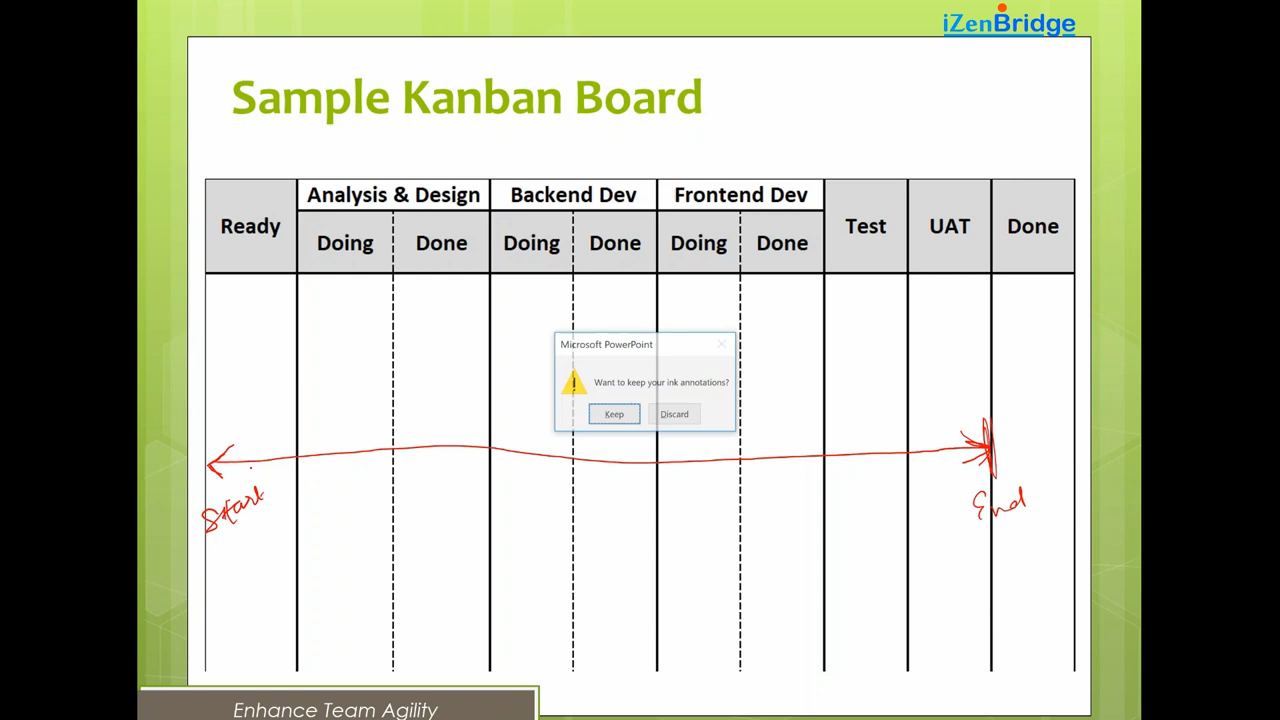 iZenBridge
Sample Kanban Board
Ready
Analysis & Design
Backend Dev
Frontend Dev
Test
UAT
Done
Doing
Done
Doing
Done
Doing
Done
Microsoft PowerPoint
Want to keep your ink annotations?
Keep
Discard
Start
End
Enhance Team Agility